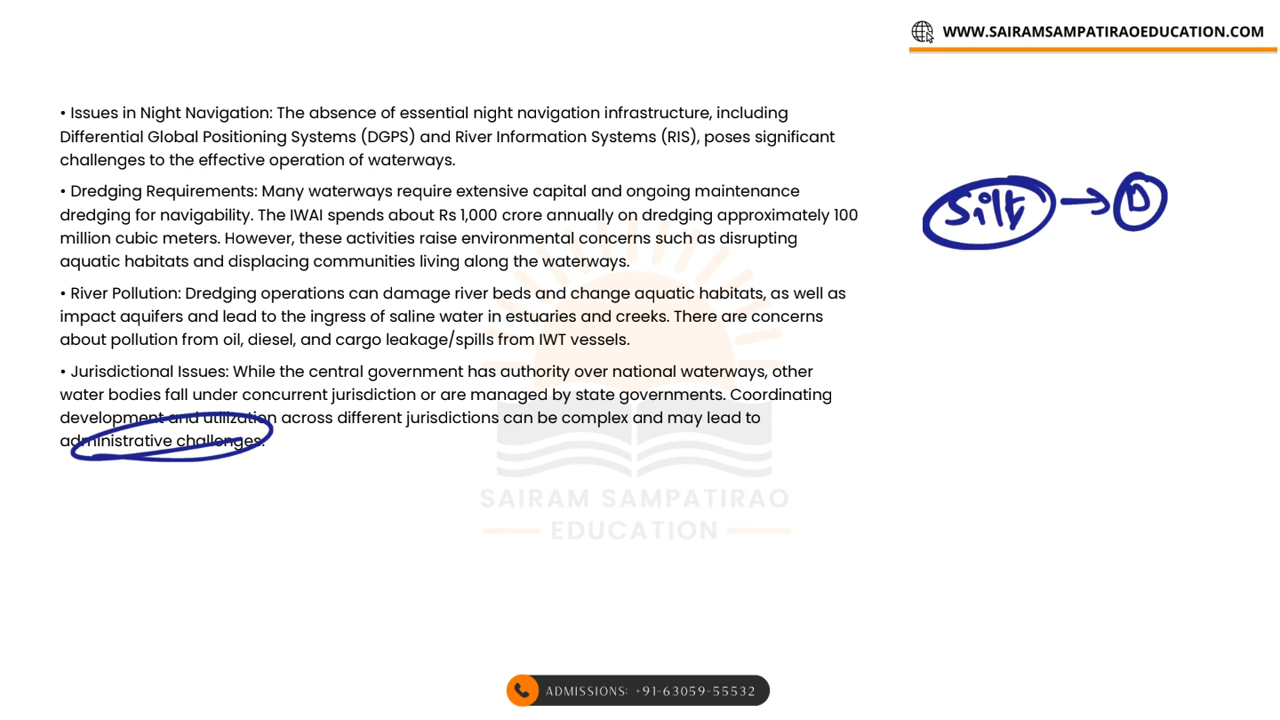 WWW.SAIRAMSAMPATIRAOEDUCATION.COM
• Issues in Night Navigation: The absence of essential night navigation infrastructure, including
Differential Global Positioning Systems (DGPS) and River Information Systems (RIS), poses significant
challenges to the effective operation of waterways.
• Dredging Requirements: Many waterways require extensive capital and ongoing maintenance
dredging for navigability. The IWAI spends about Rs 1,000 crore annually on dredging approximately 100
million cubic meters. However, these activities raise environmental concerns such as disrupting
aquatic habitats and displacing communities living along the waterways.
• River Pollution: Dredging operations can damage river beds and change aquatic habitats, as well as
impact aquifers and lead to the ingress of saline water in estuaries and creeks. There are concerns
about pollution from oil, diesel, and cargo leakage/spills from IWT vessels.
• Jurisdictional Issues: While the central government has authority over national waterways, other
water bodies fall under concurrent jurisdiction or are managed by state governments. Coordinating
development and utilization across different jurisdictions can be complex and may lead to
administrative challenges.
→ D
SAIRAM SAMPATIRAO
EDUCATION
ADMISSIONS: +91-63059-55532